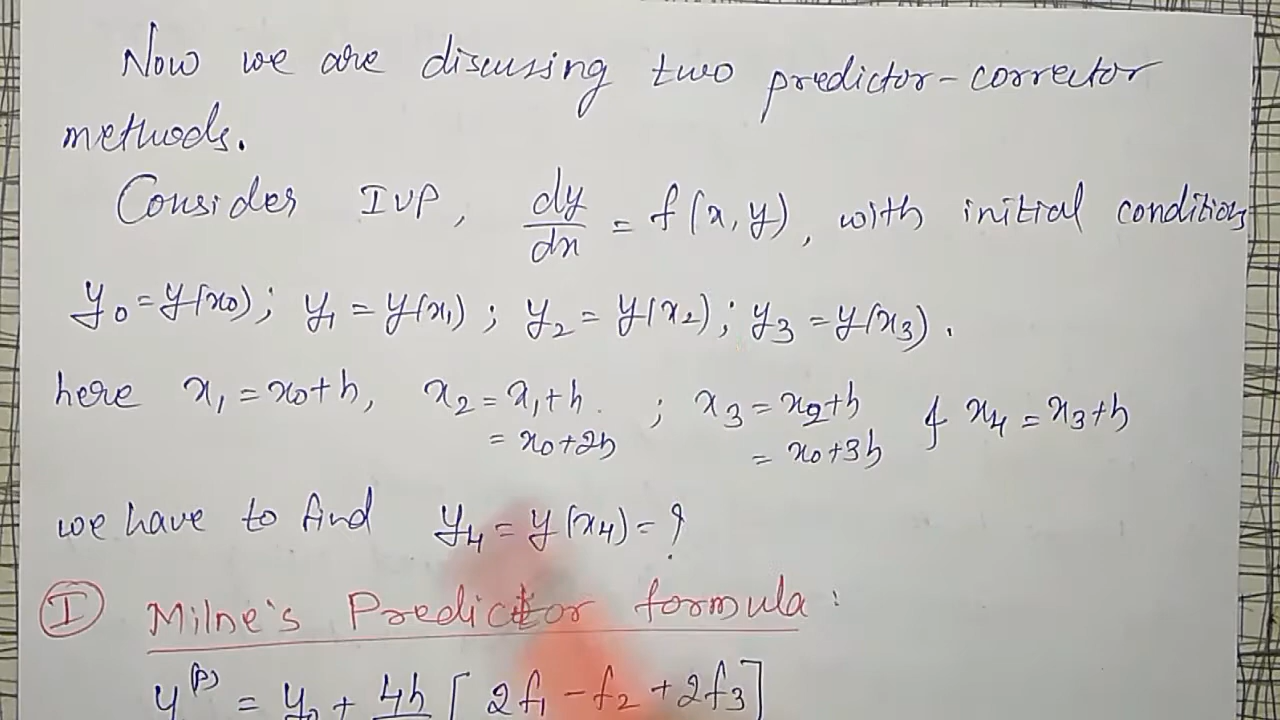 Now we are discussing two predictor-corrector
methods.
Consider IVP, dy/dx = f(x, y), with initial condition
y₀ = y(x₀); y₁ = y(x₁); y₂ = y(x₂); y₃ = y(x₃).
here x₁ = x₀+h, x₂ = x₁+h ; x₃ = x₂+h & x₄ = x₃+h
= x₀+2h = x₀+3h
we have to find y₄ = y(x₄) = ?
I Milne's Predictor formula:
y⁽ᵖ⁾ = y₀ + 4h [2f₁ - f₂ + 2f₃]